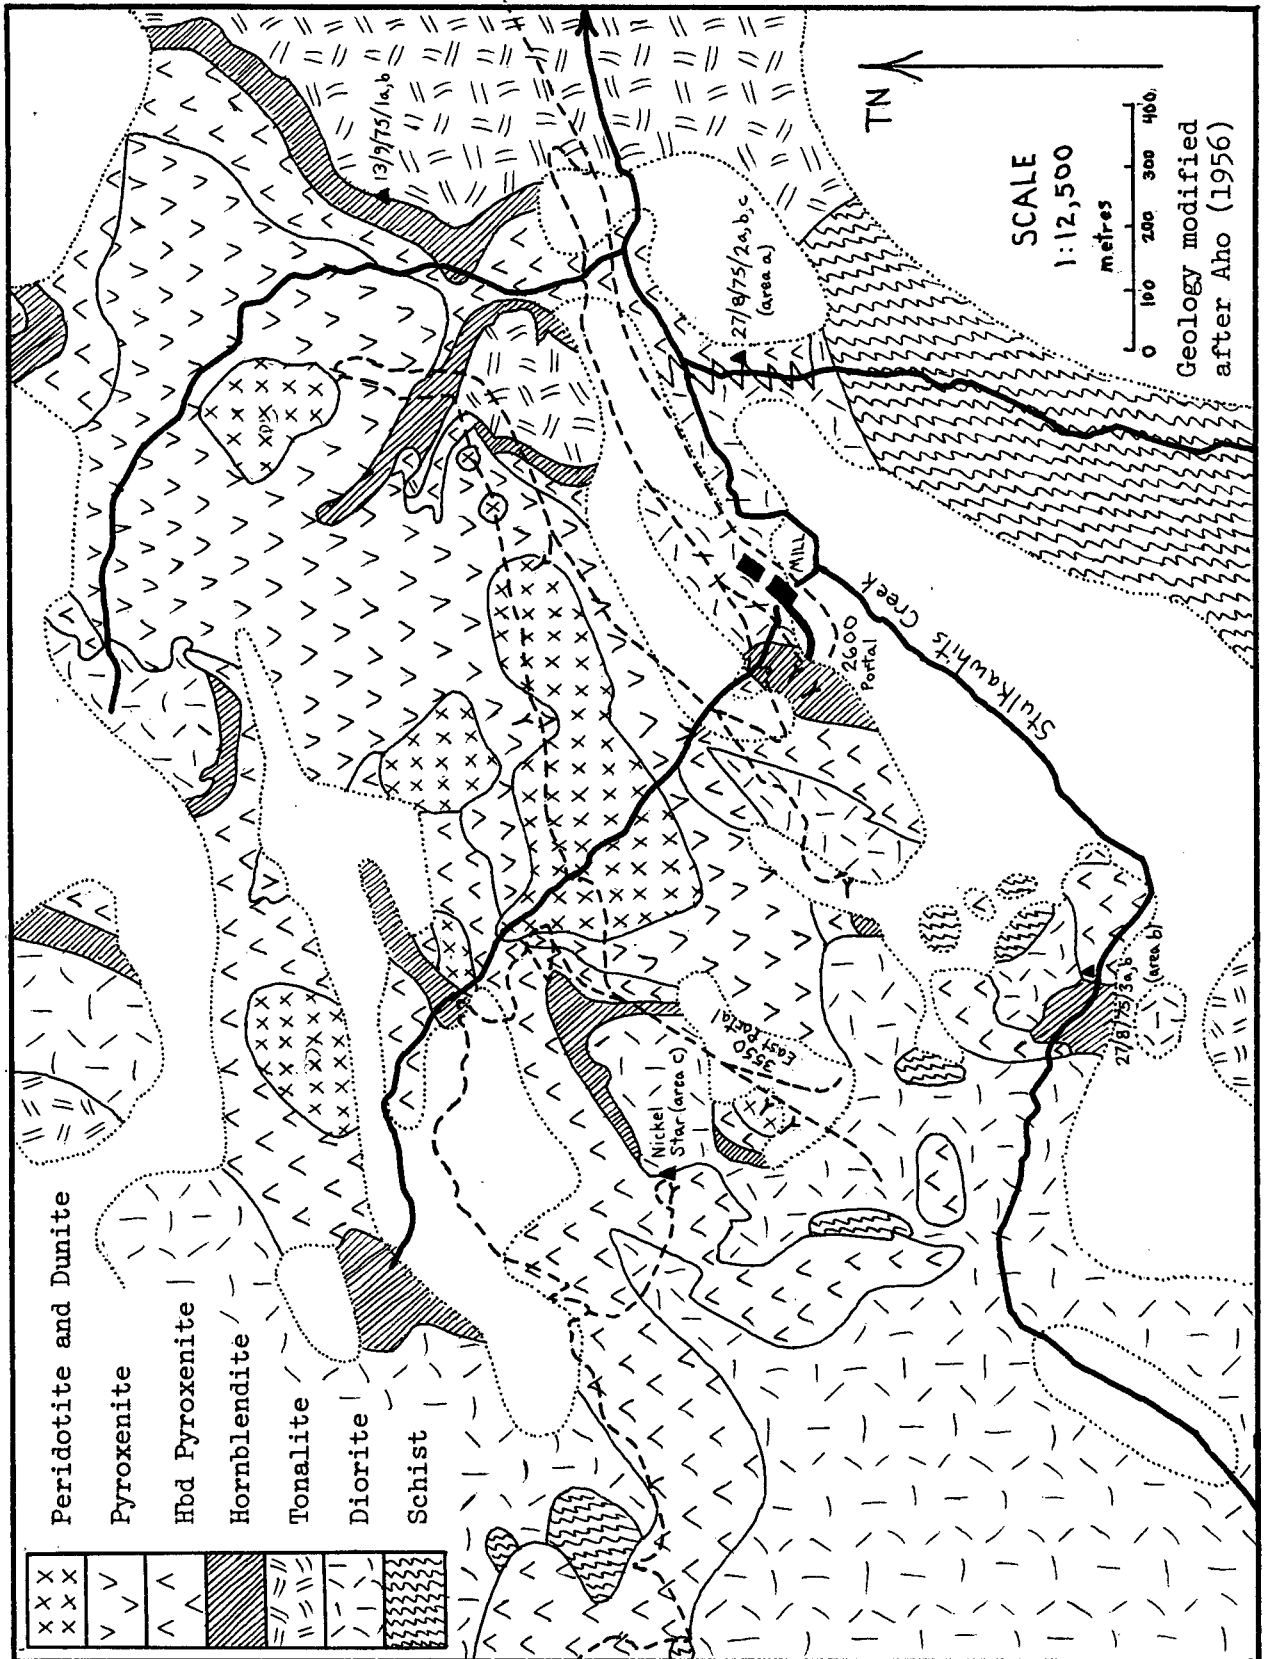 Peridotite and Dunite
Pyroxenite
Hbd Pyroxenite
Hornblendite
Tonalite
Diorite
Schist
13/9/75/1a,b
27/8/75/2a,b,c
(area a)
MILL
2600
Portal
Stulkawhits Creek
3550
East Portal
Nickel
Star (area c)
27/8/75/3a,b
(area b)
TN
SCALE
1:12,500
metres
0 100 200 300 400
Geology modified
after Aho (1956)